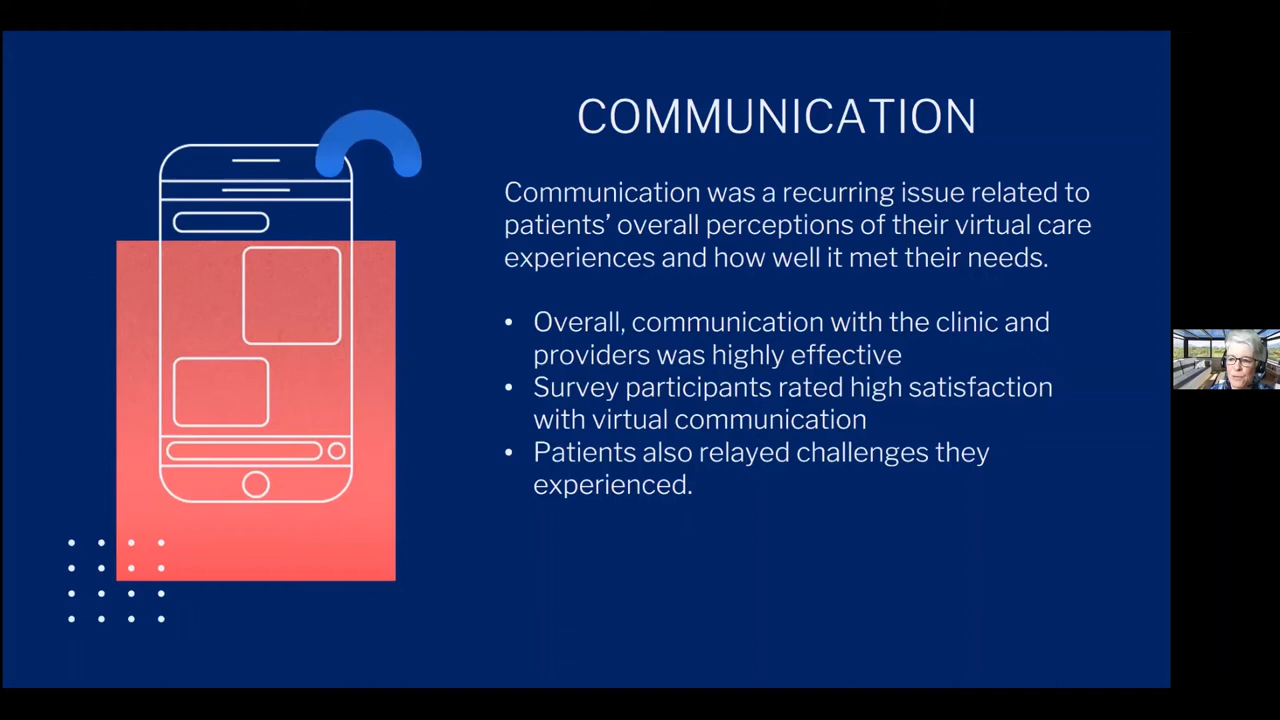 COMMUNICATION
Communication was a recurring issue related to
patients’ overall perceptions of their virtual care
experiences and how well it met their needs.
• Overall, communication with the clinic and
providers was highly effective
• Survey participants rated high satisfaction
with virtual communication
• Patients also relayed challenges they
experienced.